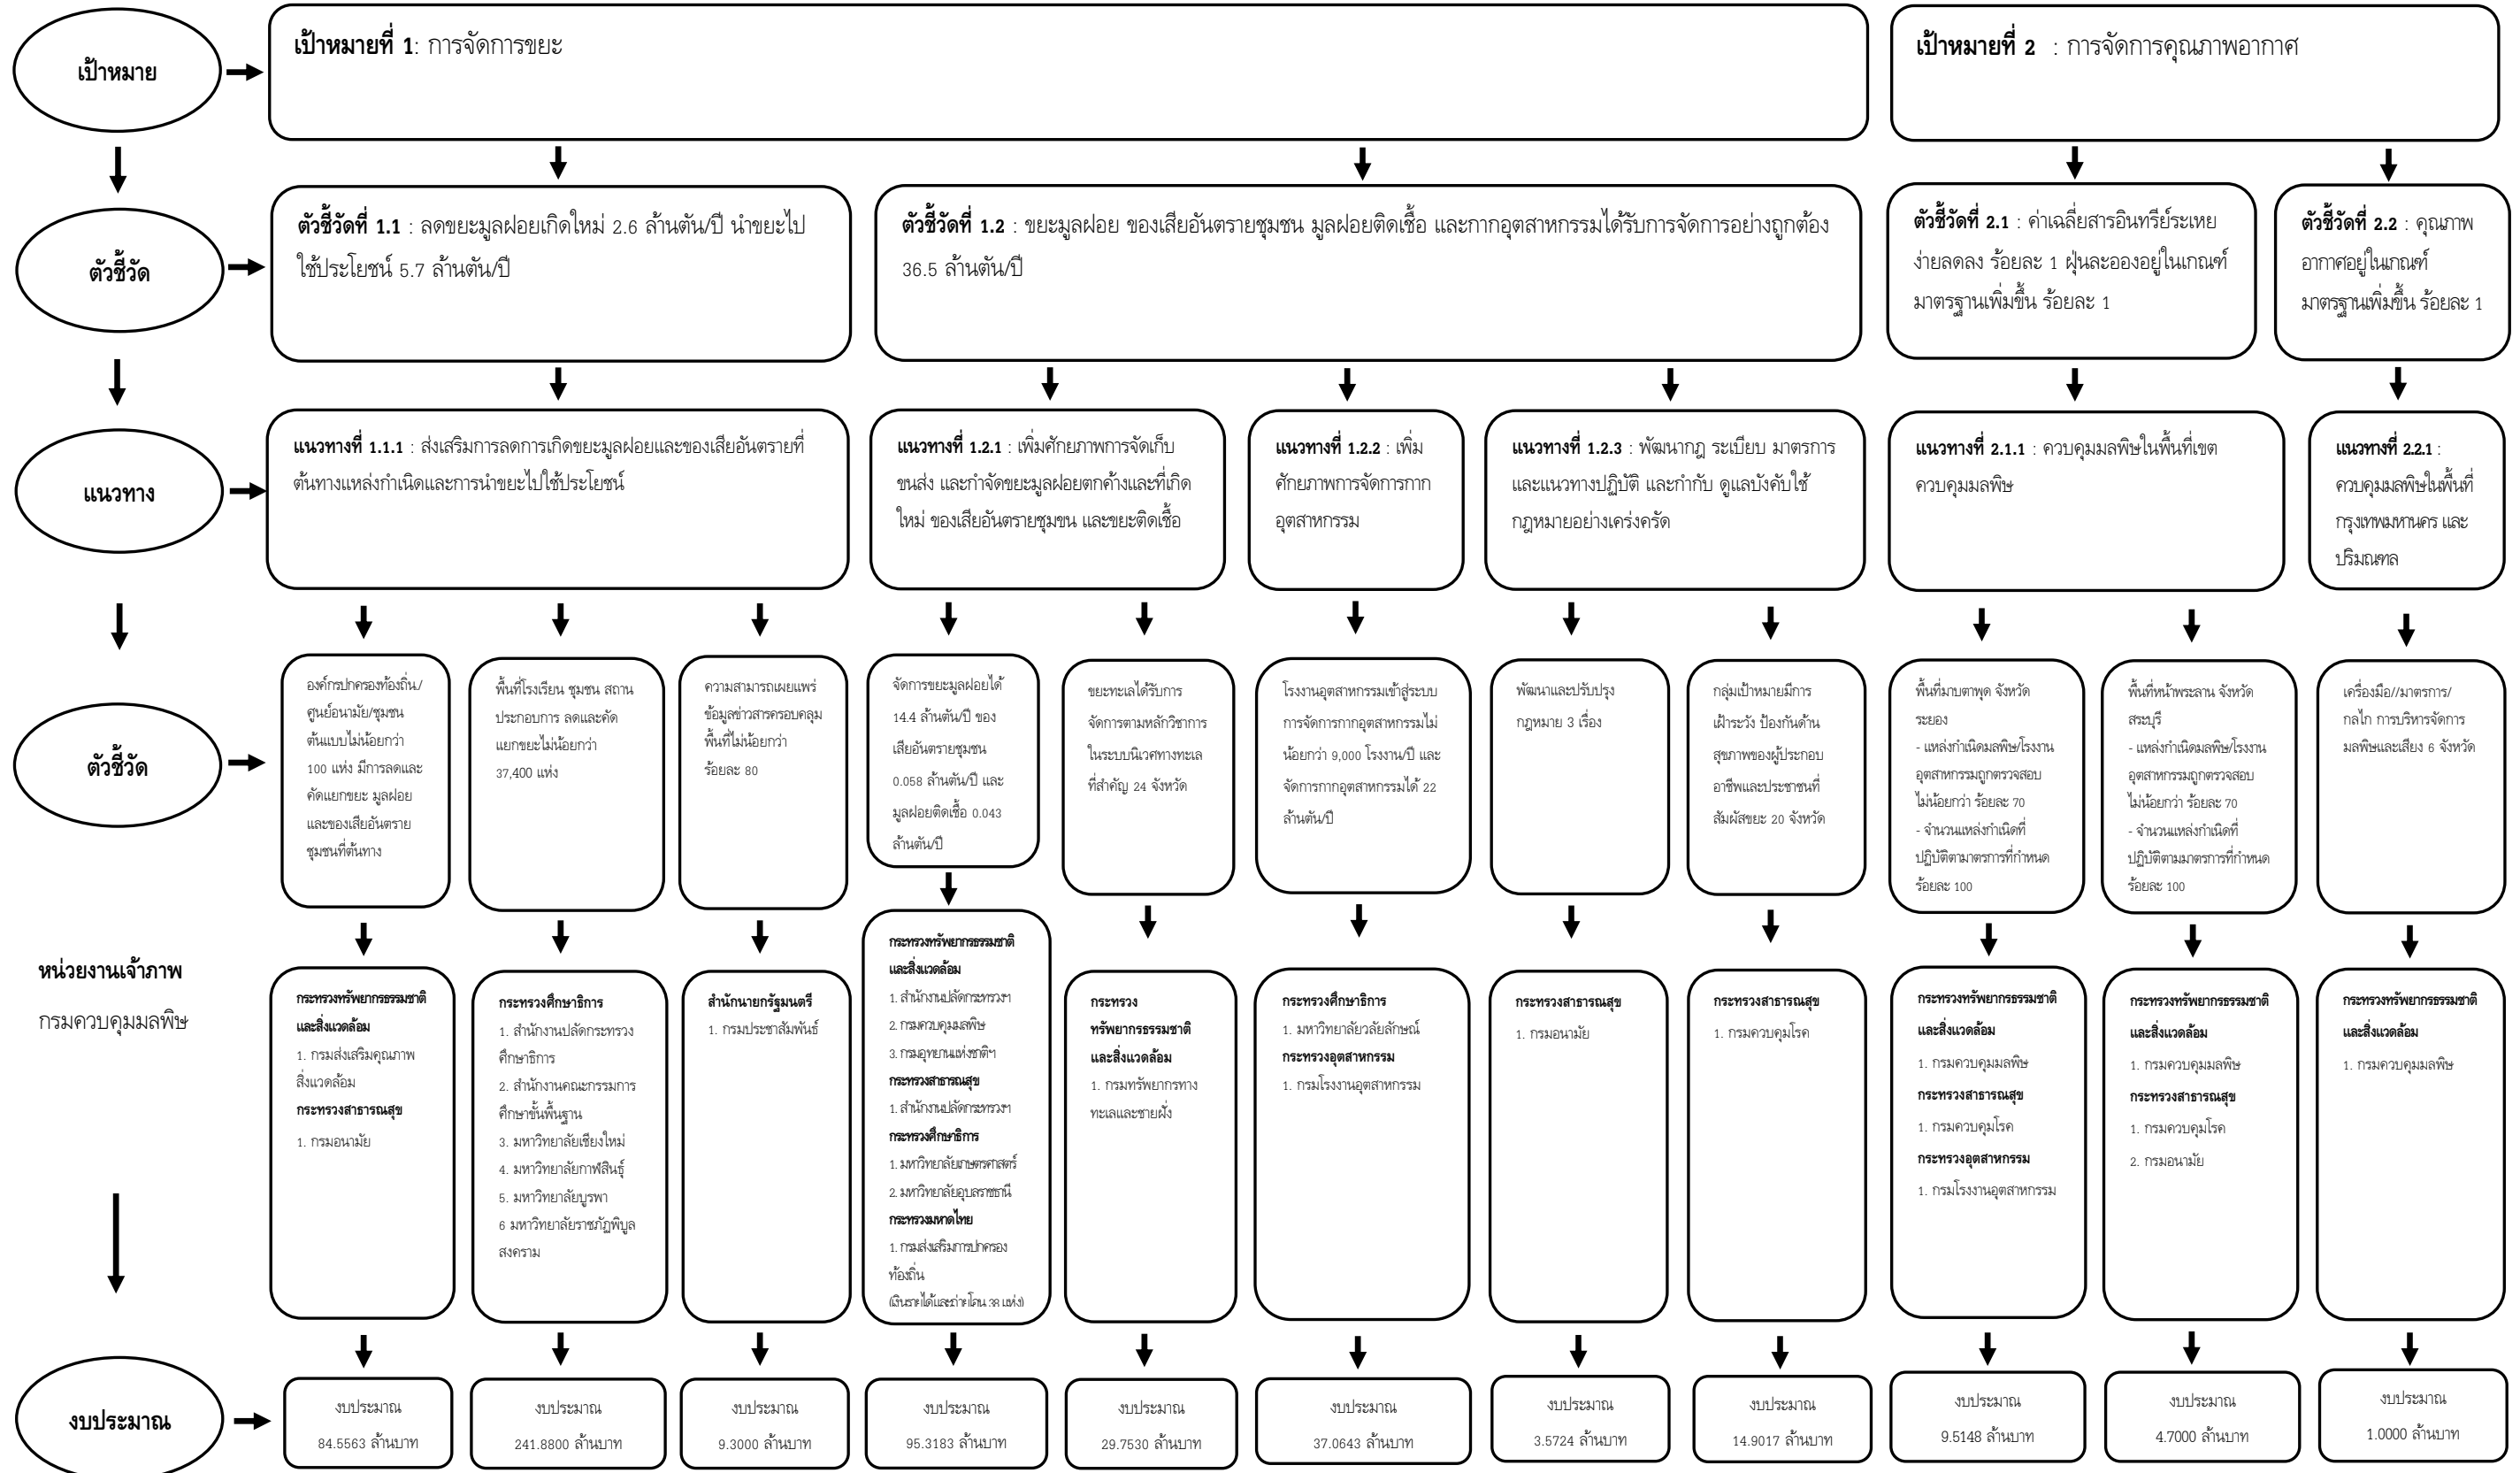 เป้าหมาย
เป้าหมายที่ 1: การจัดการขยะ
เป้าหมายที่ 2 : การจัดการคุณภาพอากาศ
ตัวชี้วัด
ตัวชี้วัดที่ 1.1 : ลดขยะมูลฝอยเกิดใหม่ 2.6 ล้านตัน/ปี นำขยะไป
ใช้ประโยชน์ 5.7 ล้านตัน/ปี
ตัวชี้วัดที่ 1.2 : ขยะมูลฝอย ของเสียอันตรายชุมชน มูลฝอยติดเชื้อ และกากอุตสาหกรรมได้รับการจัดการอย่างถูกต้อง
36.5 ล้านตัน/ปี
ตัวชี้วัดที่ 2.1 : ค่าเฉลี่ยสารอินทรีย์ระเหย
ง่ายลดลง ร้อยละ 1 ฝุ่นละอองอยู่ในเกณฑ์
มาตรฐานเพิ่มขึ้น ร้อยละ 1
ตัวชี้วัดที่ 2.2 : คุณภาพ
อากาศอยู่ในเกณฑ์
มาตรฐานเพิ่มขึ้น ร้อยละ 1
แนวทาง
แนวทางที่ 1.1.1 : ส่งเสริมการลดการเกิดขยะมูลฝอยและของเสียอันตรายที่
ต้นทางแหล่งกำเนิดและการนำขยะไปใช้ประโยชน์
แนวทางที่ 1.2.1 : เพิ่มศักยภาพการจัดเก็บ
ขนส่ง และกำจัดขยะมูลฝอยตกค้างและที่เกิด
ใหม่ ของเสียอันตรายชุมขน และขยะติดเชื้อ
แนวทางที่ 1.2.2 : เพิ่ม
ศักยภาพการจัดการกาก
อุตสาหกรรม
แนวทางที่ 1.2.3 : พัฒนากฎ ระเบียบ มาตรการ
และแนวทางปฏิบัติ และกำกับ ดูแลบังคับใช้
กฎหมายอย่างเคร่งครัด
แนวทางที่ 2.1.1 : ควบคุมมลพิษในพื้นที่เขต
ควบคุมมลพิษ
แนวทางที่ 2.2.1 :
ควบคุมมลพิษในพื้นที่
กรุงเทพมหานคร และ
ปริมณฑล
ตัวชี้วัด
องค์กรปกครองท้องถิ่น/
ศูนย์อนามัย/ชุมชน
ต้นแบบไม่น้อยกว่า
100 แห่ง มีการลดและ
คัดแยกขยะ มูลฝอย
และของเสียอันตราย
ชุมชนที่ต้นทาง
พื้นที่โรงเรียน ชุมชน สถาน
ประกอบการ ลดและคัด
แยกขยะไม่น้อยกว่า
37,400 แห่ง
ความสามารถเผยแพร่
ข้อมูลข่าวสารครอบคลุม
พื้นที่ไม่น้อยกว่า
ร้อยละ 80
จัดการขยะมูลฝอยได้
14.4 ล้านตัน/ปี ของ
เสียอันตรายชุมชน
0.058 ล้านตัน/ปี และ
มูลฝอยติดเชื้อ 0.043
ล้านตัน/ปี
ขยะทะเลได้รับการ
จัดการตามหลักวิชาการ
ในระบบนิเวศทางทะเล
ที่สำคัญ 24 จังหวัด
โรงงานอุตสาหกรรมเข้าสู่ระบบ
การจัดการกากอุตสาหกรรมไม่
น้อยกว่า 9,000 โรงงาน/ปี และ
จัดการกากอุตสาหกรรมได้ 22
ล้านตัน/ปี
พัฒนาและปรับปรุง
กฎหมาย 3 เรื่อง
กลุ่มเป้าหมายมีการ
เฝ้าระวัง ป้องกันด้าน
สุขภาพของผู้ประกอบ
อาชีพและประชาชนที่
สัมผัสขยะ 20 จังหวัด
พื้นที่มาบตาพุด จังหวัด
ระยอง
- แหล่งกำเนิดมลพิษ/โรงงาน
อุตสาหกรรมถูกตรวจสอบ
ไม่น้อยกว่า ร้อยละ 70
- จำนวนแหล่งกำเนิดที่
ปฏิบัติตามาตรการที่กำหนด
ร้อยละ 100
พื้นที่หน้าพระลาน จังหวัด
สระบุรี
- แหล่งกำเนิดมลพิษ/โรงงาน
อุตสาหกรรมถูกตรวจสอบ
ไม่น้อยกว่า ร้อยละ 70
- จำนวนแหล่งกำเนิดที่
ปฏิบัติตามมาตรการที่กำหนด
ร้อยละ 100
เครื่องมือ//มาตรการ/
กลไก การบริหารจัดการ
มลพิษและเสียง 6 จังหวัด
หน่วยงานเจ้าภาพ
กรมควบคุมมลพิษ
กระทรวงทรัพยากรธรรมชาติ
และสิ่งแวดล้อม
1. กรมส่งเสริมคุณภาพ
สิ่งแวดล้อม
กระทรวงสาธารณสุข
1. กรมอนามัย
กระทรวงศึกษาธิการ
1. สำนักงานปลัดกระทรวง
ศึกษาธิการ
2. สำนักงานคณะกรรมการ
ศึกษาขั้นพื้นฐาน
3. มหาวิทยาลัยเชียงใหม่
4. มหาวิทยาลัยกาฬสินธุ์
5. มหาวิทยาลัยบูรพา
6 มหาวิทยาลัยราชภัฏพิบูล
สงคราม
สำนักนายกรัฐมนตรี
1. กรมประชาสัมพันธ์
กระทรวงทรัพยากรธรรมชาติ
และสิ่งแวดล้อม
1. สำนักงานปลัดกระทรวงฯ
2. กรมควบคุมมลพิษ
3. กรมอุทยานแห่งชาติฯ
กระทรวงสาธารณสุข
1. สำนักงานปลัดกระทรวงฯ
กระทรวงศึกษาธิการ
1. มหาวิทยาลัยเกษตรศาสตร์
2. มหาวิทยาลัยอุบลราชธานี
กระทรวงมหาดไทย
1. กรมส่งเสริมการปกครอง
ท้องถิ่น
(เงินรายได้และถ่ายโอน 38 แห่ง)
กระทรวง
ทรัพยากรธรรมชาติ
และสิ่งแวดล้อม
1. กรมทรัพยากรทาง
ทะเลและชายฝั่ง
กระทรวงศึกษาธิการ
1. มหาวิทยาลัยวลัยลักษณ์
กระทรวงอุตสาหกรรม
1. กรมโรงงานอุตสาหกรรม
กระทรวงสาธารณสุข
1. กรมอนามัย
กระทรวงสาธารณสุข
1. กรมควบคุมโรค
กระทรวงทรัพยากรธรรมชาติ
และสิ่งแวดล้อม
1. กรมควบคุมมลพิษ
กระทรวงสาธารณสุข
1. กรมควบคุมโรค
กระทรวงอุตสาหกรรม
1. กรมโรงงานอุตสาหกรรม
กระทรวงทรัพยากรธรรมชาติ
และสิ่งแวดล้อม
1. กรมควบคุมมลพิษ
กระทรวงสาธารณสุข
1. กรมควบคุมโรค
2. กรมอนามัย
กระทรวงทรัพยากรธรรมชาติ
และสิ่งแวดล้อม
1. กรมควบคุมมลพิษ
งบประมาณ
งบประมาณ
84.5563 ล้านบาท
งบประมาณ
241.8800 ล้านบาท
งบประมาณ
9.3000 ล้านบาท
งบประมาณ
95.3183 ล้านบาท
งบประมาณ
29.7530 ล้านบาท
งบประมาณ
37.0643 ล้านบาท
งบประมาณ
3.5724 ล้านบาท
งบประมาณ
14.9017 ล้านบาท
งบประมาณ
9.5148 ล้านบาท
งบประมาณ
4.7000 ล้านบาท
งบประมาณ
1.0000 ล้านบาท